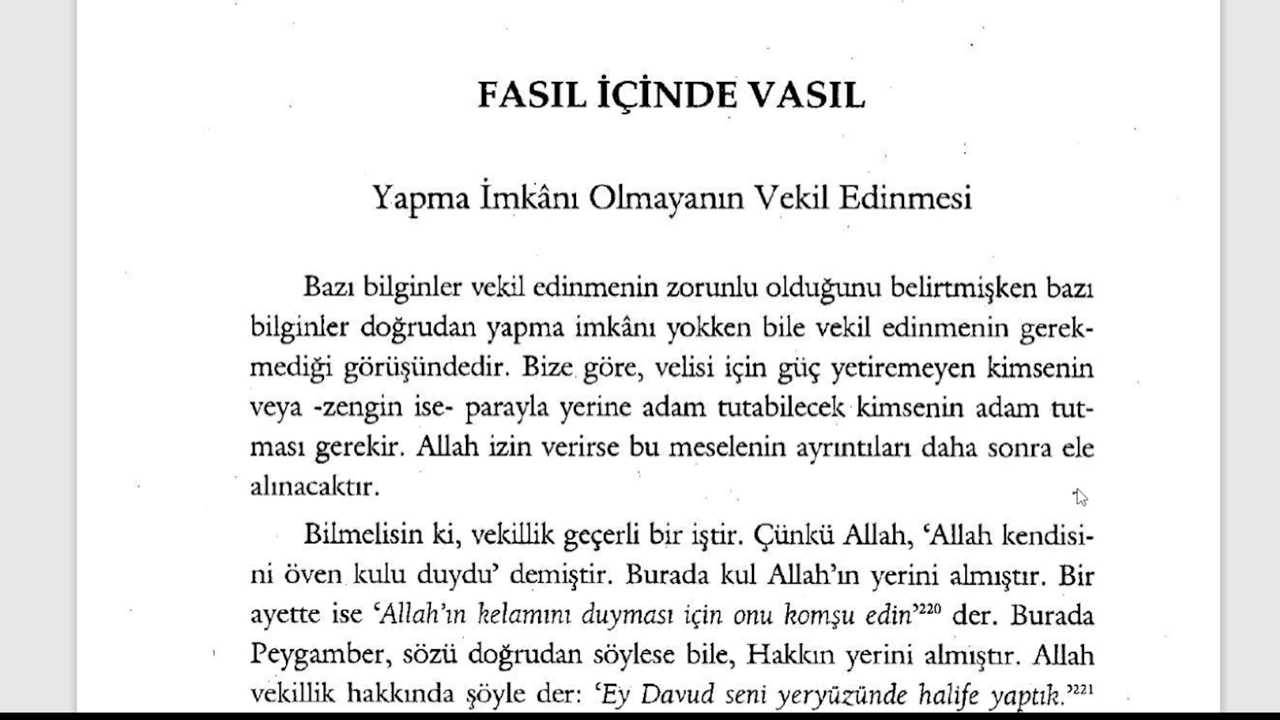 FASIL İÇİNDE VASIL
Yapma İmkânı Olmayanın Vekil Edinmesi
Bazı bilginler vekil edinmenin zorunlu olduğunu belirtmişken bazı
bilginler doğrudan yapma imkânı yokken bile vekil edinmenin gerek-
mediği görüşündedir. Bize göre, velisi için güç yetiremeyen kimsenin
veya -zengin ise- parayla yerine adam tutabilecek kimsenin adam tut-
ması gerekir. Allah izin verirse bu meselenin ayrıntıları daha sonra ele
alınacaktır.
Bilmelisin ki, vekillik geçerli bir iştir. Çünkü Allah, ‘Allah kendisi-
ni öven kulu duydu’ demiştir. Burada kul Allah’ın yerini almıştır. Bir
ayette ise ‘Allah’ın kelamını duyması için onu komşu edin’220 der. Burada
Peygamber, sözü doğrudan söylese bile, Hakkın yerini almıştır. Allah
vekillik hakkında şöyle der: ‘Ey Davud seni yeryüzünde halife yaptık.’221